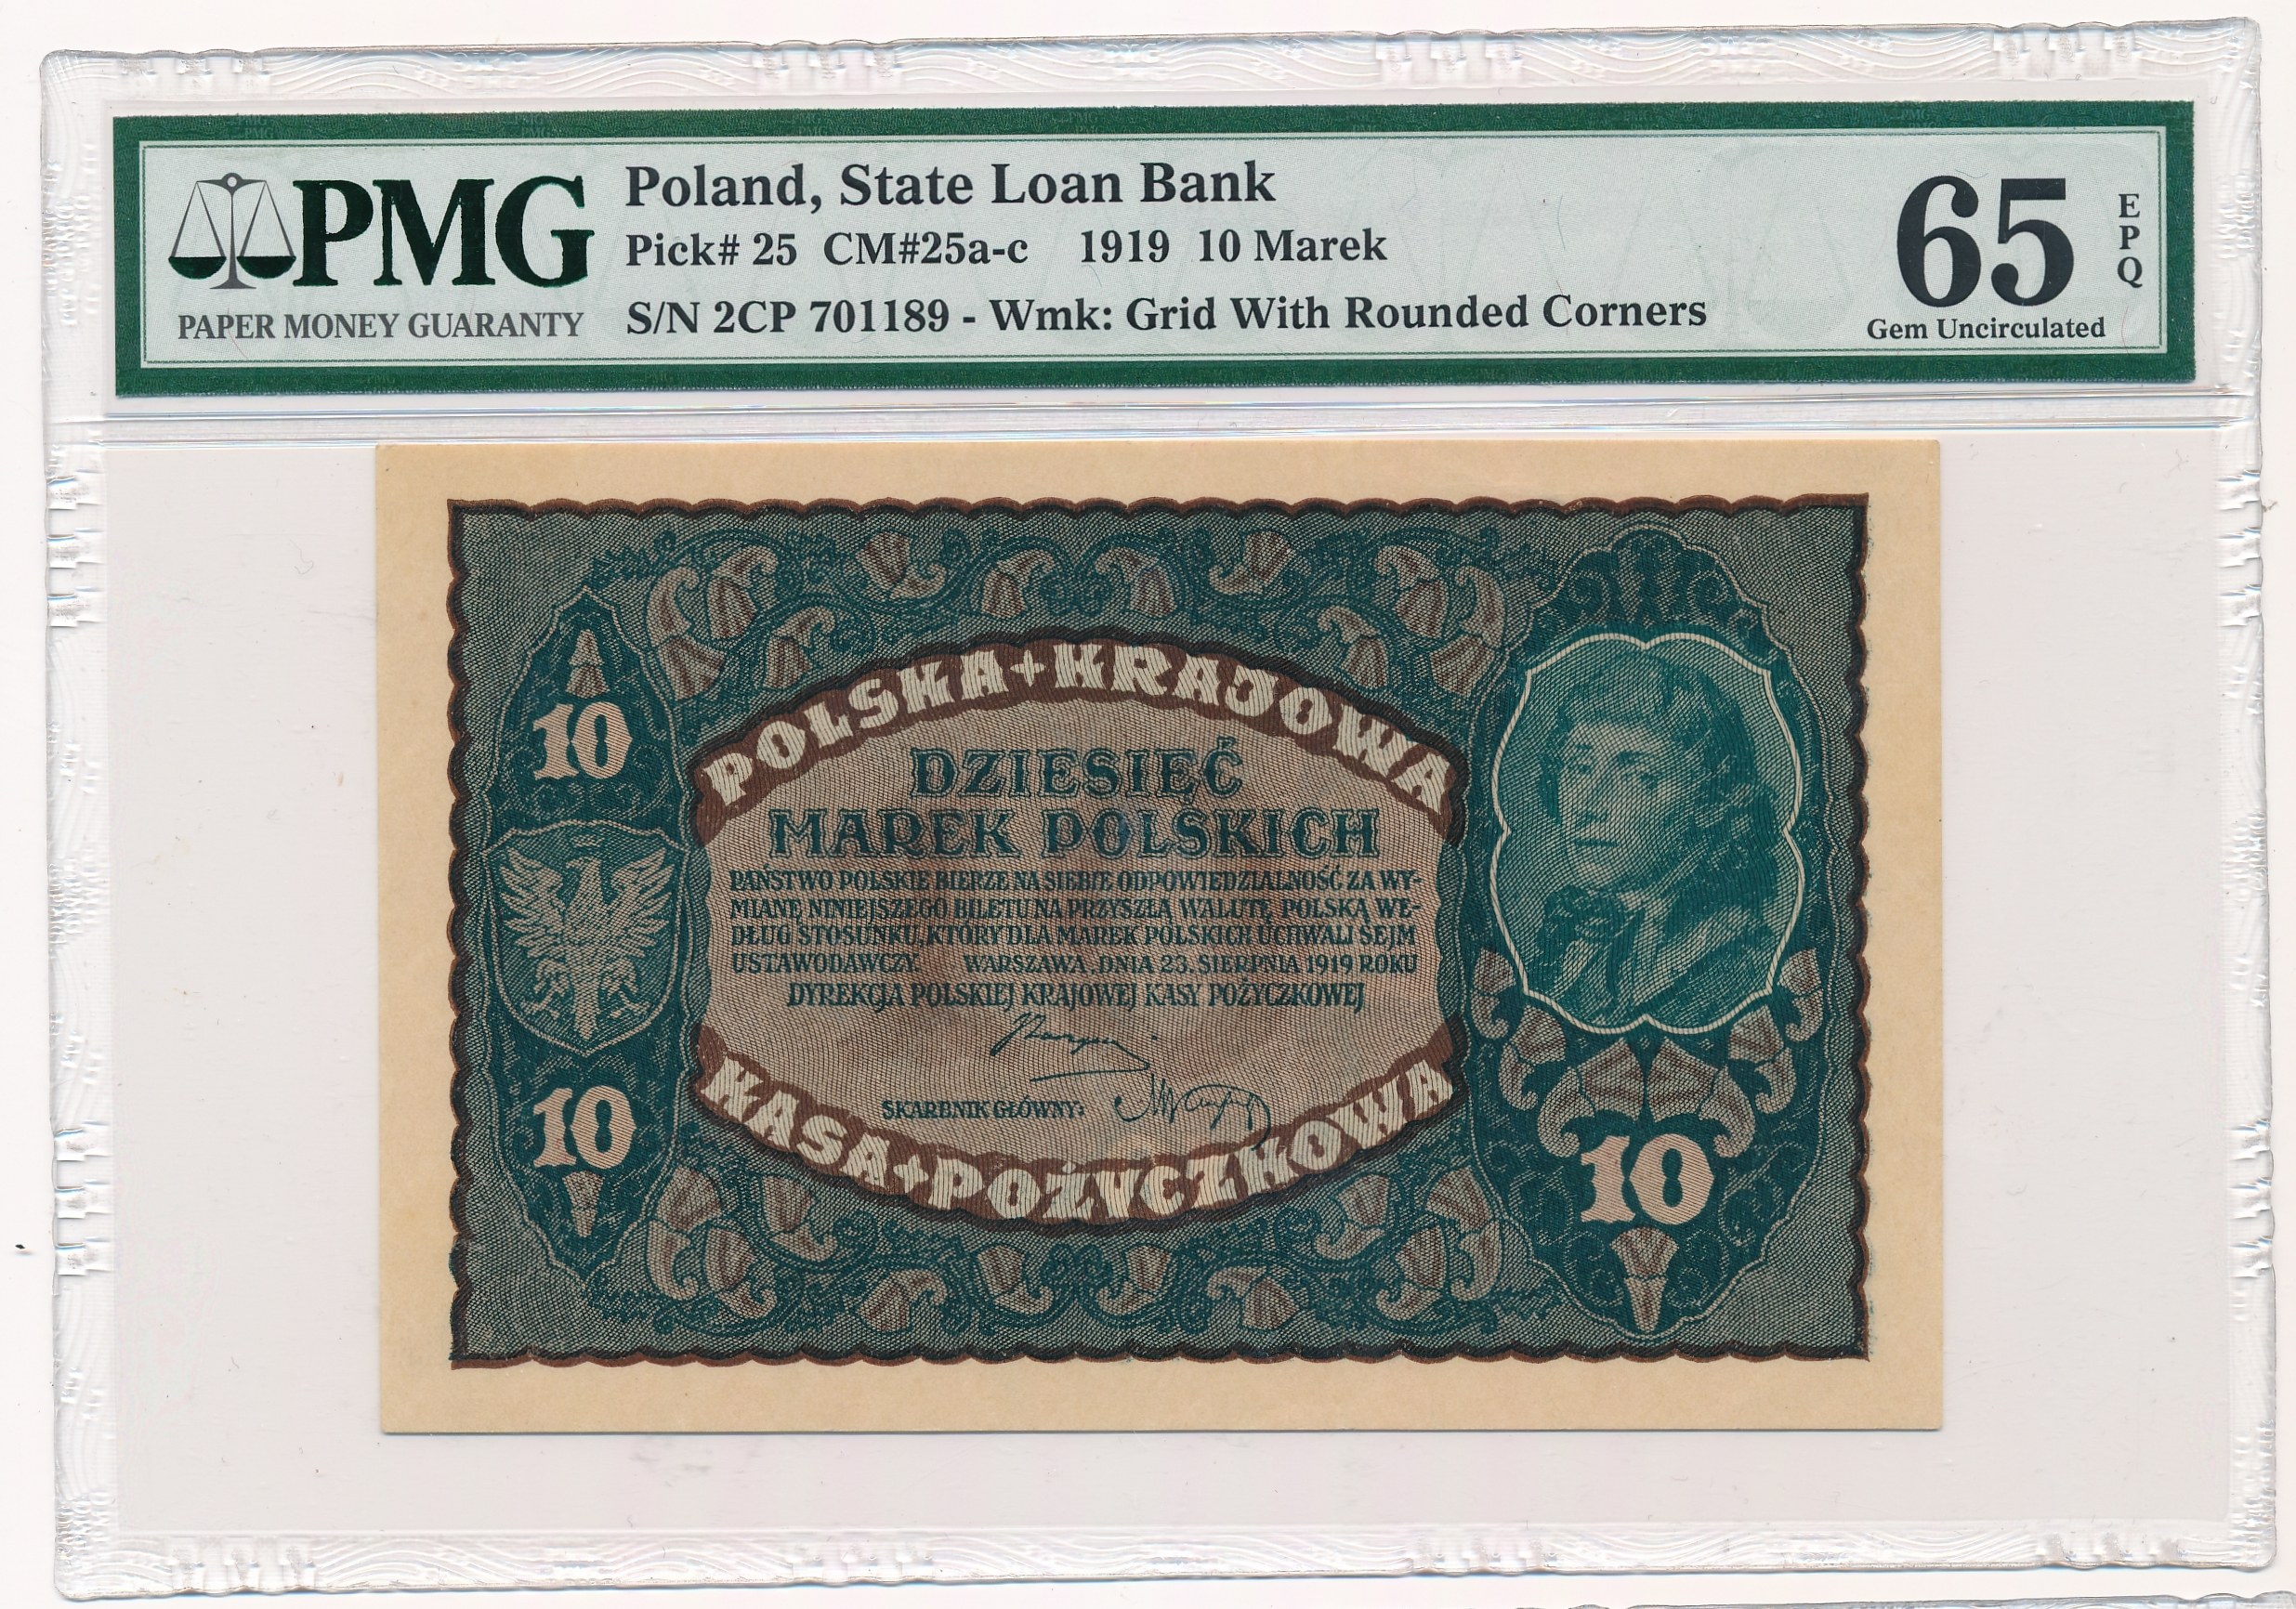 PMG
PAPER MONEY GUARANTY
Poland, State Loan Bank
Pick# 25 CM#25a-c 1919 10 Marek
S/N 2CP 701189 - Wmk: Grid With Rounded Corners
65
EPQ
Gem Uncirculated
POLSKA + KRAJOWA
10
DZIESIĘĆ
MAREK POLSKICH
PAŃSTWO POLSKIE BIERZE NA SIEBIE ODPOWIEDZIALNOŚĆ ZA WY-
MIANĘ NINIEJSZEGO BILETU NA PRZYSZŁĄ WALUTĘ POLSKĄ WE-
DŁUG STOSUNKU, KTÓRY DLA MAREK POLSKICH UCHWALI SEJM
USTAWODAWCZY. WARSZAWA, DNIA 23. SIERPNIA 1919 ROKU
DYREKCJA POLSKIEJ KRAJOWEJ KASY POŻYCZKOWEJ
SKARBNIK GŁÓWNY:
10
KASA + POŻYCZKOWA
10